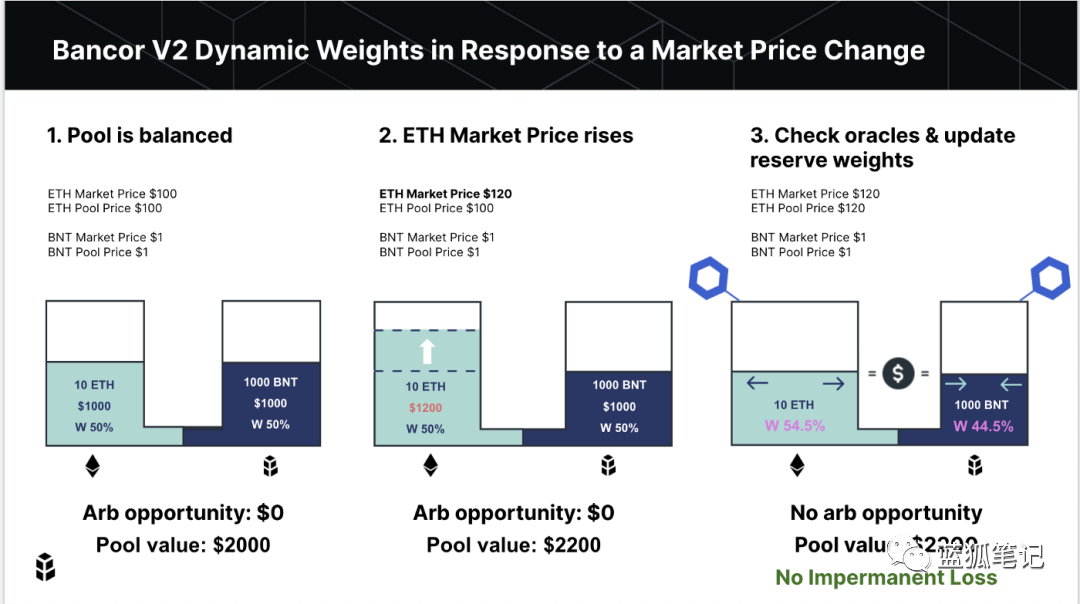 Bancor V2 Dynamic Weights in Response to a Market Price Change
1. Pool is balanced
ETH Market Price $100
ETH Pool Price $100
BNT Market Price $1
BNT Pool Price $1
10 ETH
$1000
W 50%
1000 BNT
$1000
W 50%
Arb opportunity: $0
Pool value: $2000
2. ETH Market Price rises
ETH Market Price $120
ETH Pool Price $100
BNT Market Price $1
BNT Pool Price $1
10 ETH
$1200
W 50%
1000 BNT
$1000
W 50%
Arb opportunity: $0
Pool value: $2200
3. Check oracles & update
reserve weights
ETH Market Price $120
ETH Pool Price $120
BNT Market Price $1
BNT Pool Price $1
10 ETH
W 54.5%
= $ =
1000 BNT
W 44.5%
No arb opportunity
Pool value: $2200
No Impermanent Loss
蓝狐笔记